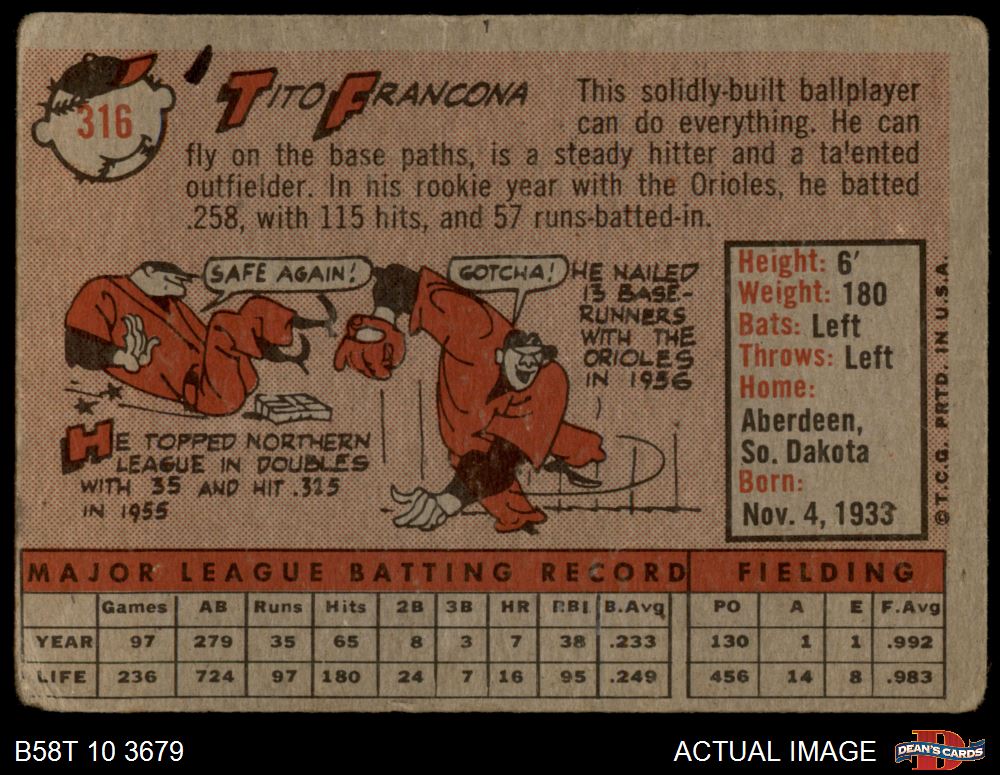 316
TITO FRANCONA
This solidly-built ballplayer
can do everything. He can
fly on the base paths, is a steady hitter and a ta'ented
outfielder. In his rookie year with the Orioles, he batted
.258, with 115 hits, and 57 runs-batted-in.
SAFE AGAIN!
HE TOPPED NORTHERN
LEAGUE IN DOUBLES
WITH 35 AND HIT .325
IN 1955
GOTCHA!
HE NAILED
13 BASE-
RUNNERS
WITH THE
ORIOLES
IN 1956
Height: 6'
Weight: 180
Bats: Left
Throws: Left
Home:
Aberdeen,
So. Dakota
Born:
Nov. 4, 1933
© T.C.G. PRTD. IN U.S.A.
MAJOR LEAGUE BATTING RECORD FIELDING
Games AB Runs Hits 2B 3B HR RBI B.Avg PO A E F.Avg
YEAR 97 279 35 65 8 3 7 38 .233 130 1 1 .992
LIFE 236 724 97 180 24 7 16 95 .249 456 14 8 .983
B58T 10 3679
ACTUAL IMAGE
DEAN'S CARDS